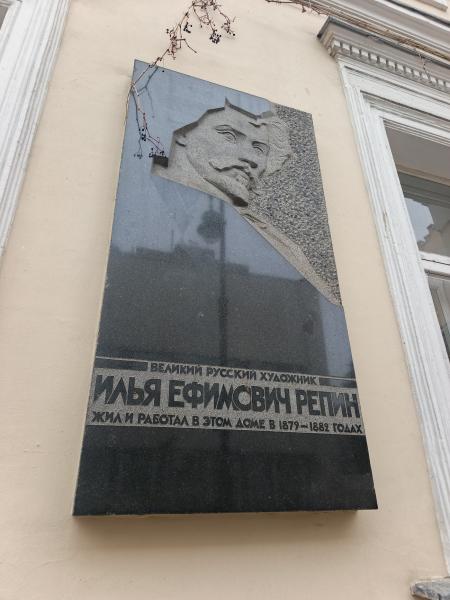 ВЕЛИКИЙ РУССКИЙ ХУДОЖНИК
ИЛЬЯ ЕФИМОВИЧ РЕПИН
ЖИЛ И РАБОТАЛ В ЭТОМ ДОМЕ В 1879–1882 ГОДАХ